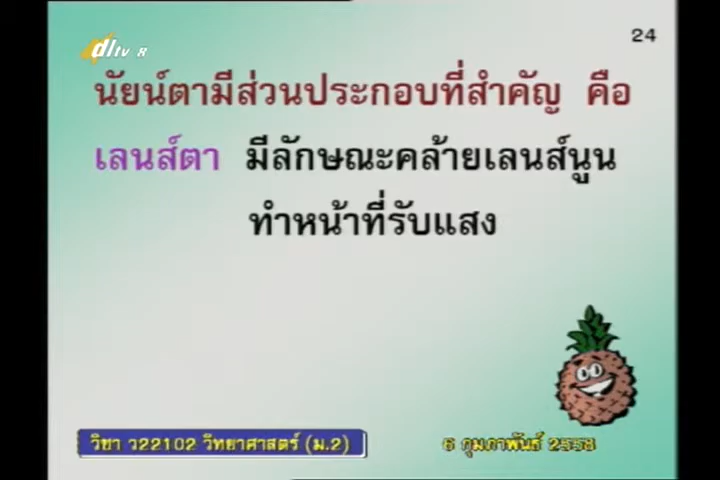 24
dltv 8
นัยน์ตามีส่วนประกอบที่สำคัญ คือ
เลนส์ตา มีลักษณะคล้ายเลนส์นูน
ทำหน้าที่รับแสง
วิชา ว22102 วิทยาศาสตร์ (ม.2)
6 กุมภาพันธ์ 2558